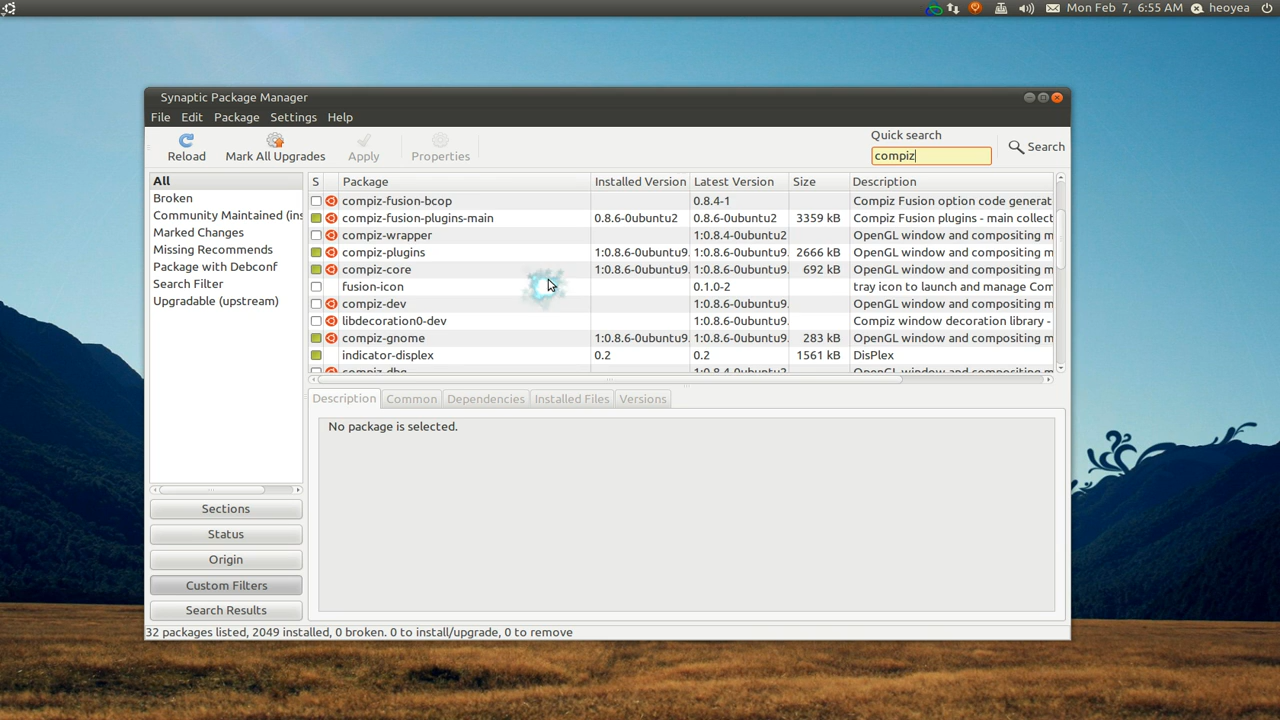 Mon Feb 7, 6:55 AM heoyea
Synaptic Package Manager
File Edit Package Settings Help
Quick search
Reload Mark All Upgrades Apply Properties compiz Search
All
Broken
Community Maintained (ins
Marked Changes
Missing Recommends
Package with Debconf
Search Filter
Upgradable (upstream)
S Package Installed Version Latest Version Size Description
compiz-fusion-bcop 0.8.4-1 Compiz Fusion option code generat
compiz-fusion-plugins-main 0.8.6-0ubuntu2 0.8.6-0ubuntu2 3359 kB Compiz Fusion plugins - main collect
compiz-wrapper 1:0.8.4-0ubuntu2 OpenGL window and compositing m
compiz-plugins 1:0.8.6-0ubuntu9. 1:0.8.6-0ubuntu9. 2666 kB OpenGL window and compositing m
compiz-core 1:0.8.6-0ubuntu9. 1:0.8.6-0ubuntu9. 692 kB OpenGL window and compositing m
fusion-icon 0.1.0-2 tray icon to launch and manage Com
compiz-dev 1:0.8.6-0ubuntu9. OpenGL window and compositing m
libdecoration0-dev 1:0.8.6-0ubuntu9. Compiz window decoration library -
compiz-gnome 1:0.8.6-0ubuntu9. 1:0.8.6-0ubuntu9. 283 kB OpenGL window and compositing m
indicator-displex 0.2 0.2 1561 kB DisPlex
compiz-dbg 1:0.8.4-0ubuntu2 OpenGL window and compositing m
Description Common Dependencies Installed Files Versions
No package is selected.
Sections
Status
Origin
Custom Filters
Search Results
32 packages listed, 2049 installed, 0 broken. 0 to install/upgrade, 0 to remove